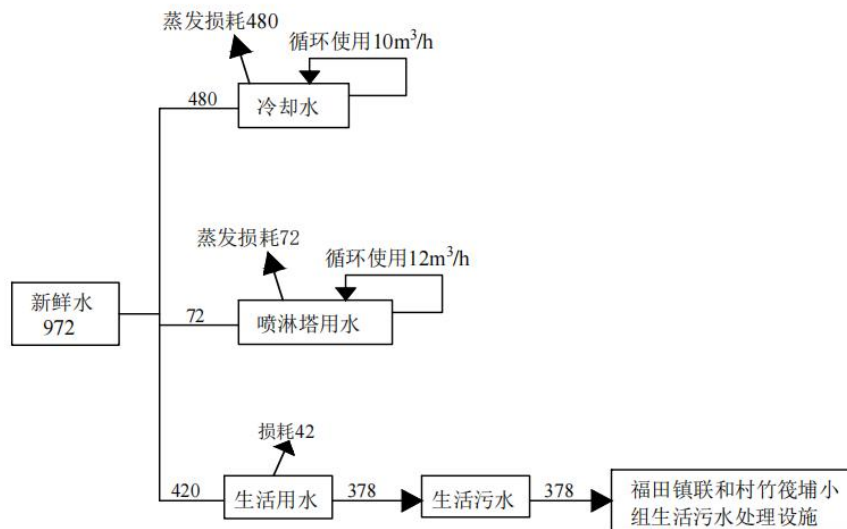 蒸发损耗480
循环使用10m³/h
480
冷却水
蒸发损耗72
循环使用12m³/h
新鲜水
972
72
喷淋塔用水
损耗42
420
生活用水
378
生活污水
378
福田镇联和村竹筏埔小
组生活污水处理设施